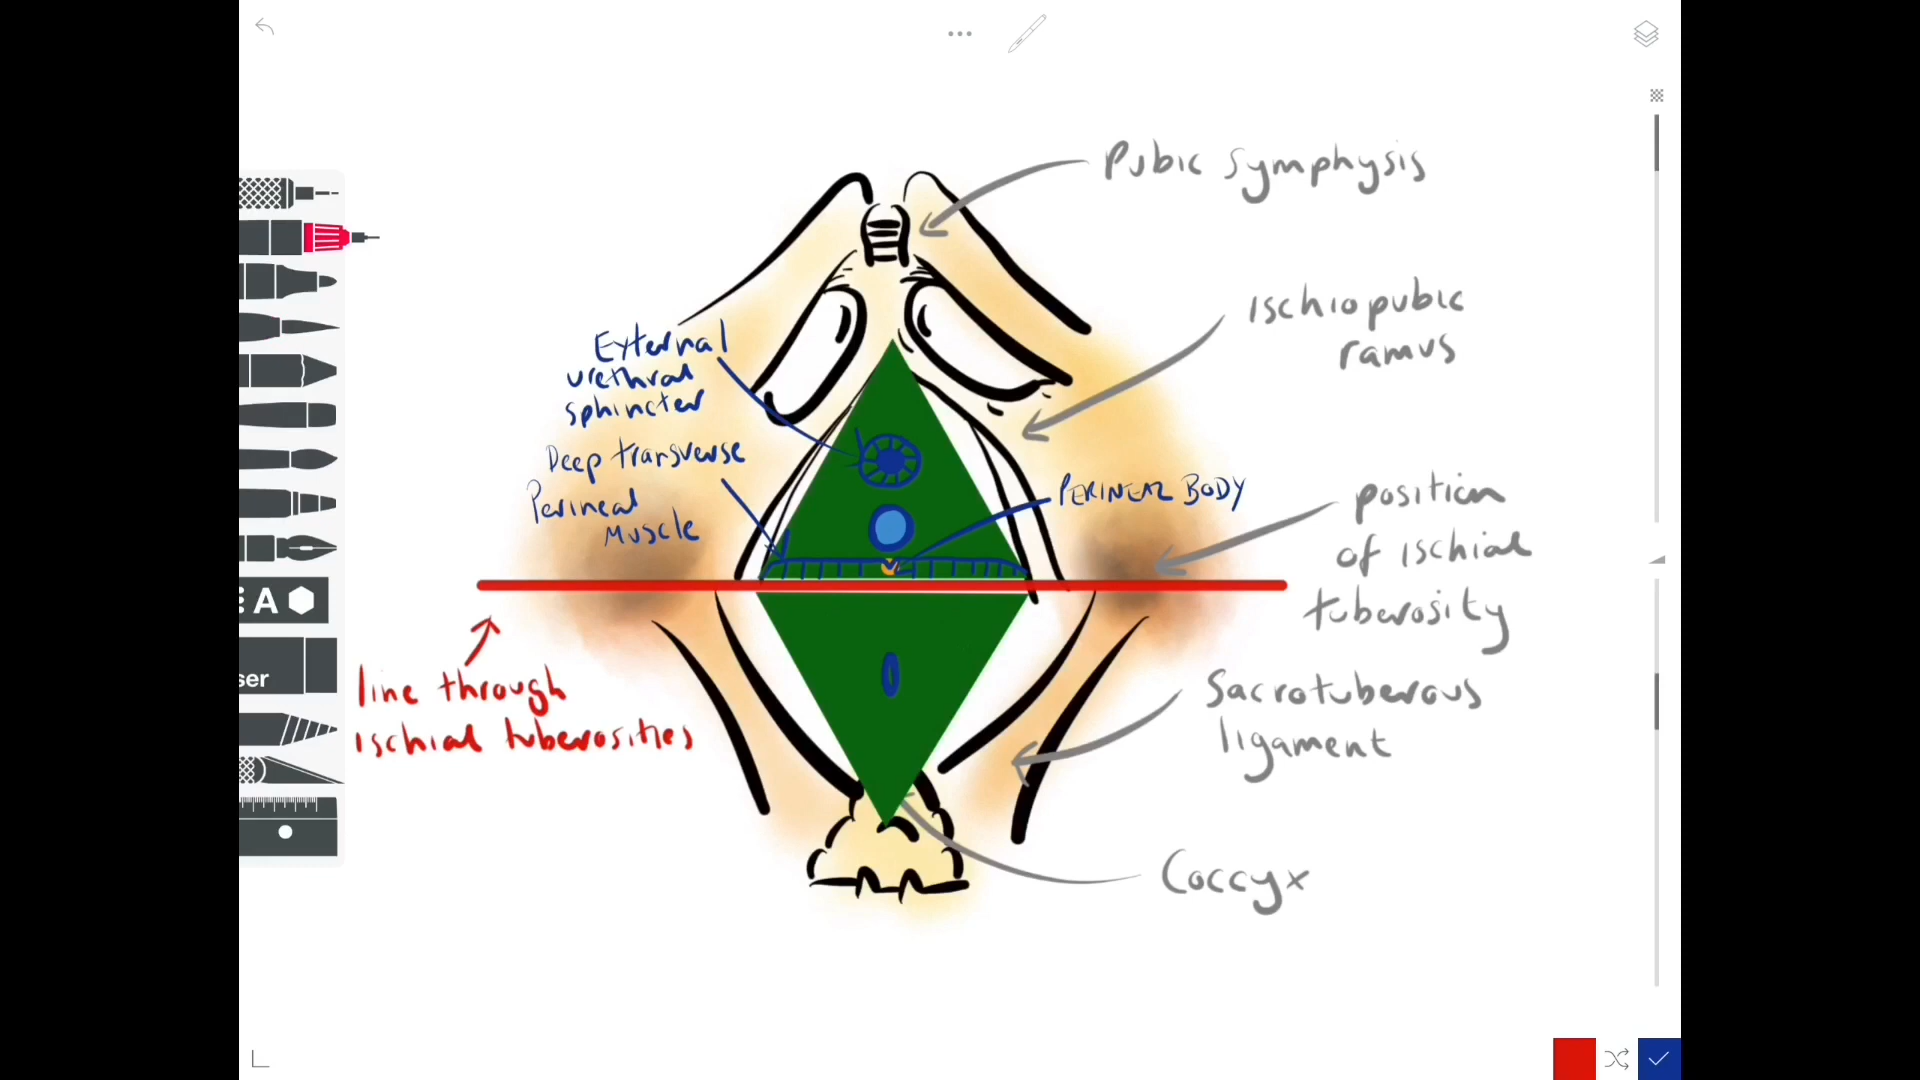 Pubic symphysis
Ischiopubic
ramus
External
urethral
sphincter
Deep transverse
Perineal
Muscle
PERINEAL BODY
position
of ischial
tuberosity
line through
ischial tuberosities
Sacrotuberous
ligament
Coccyx
A
ser